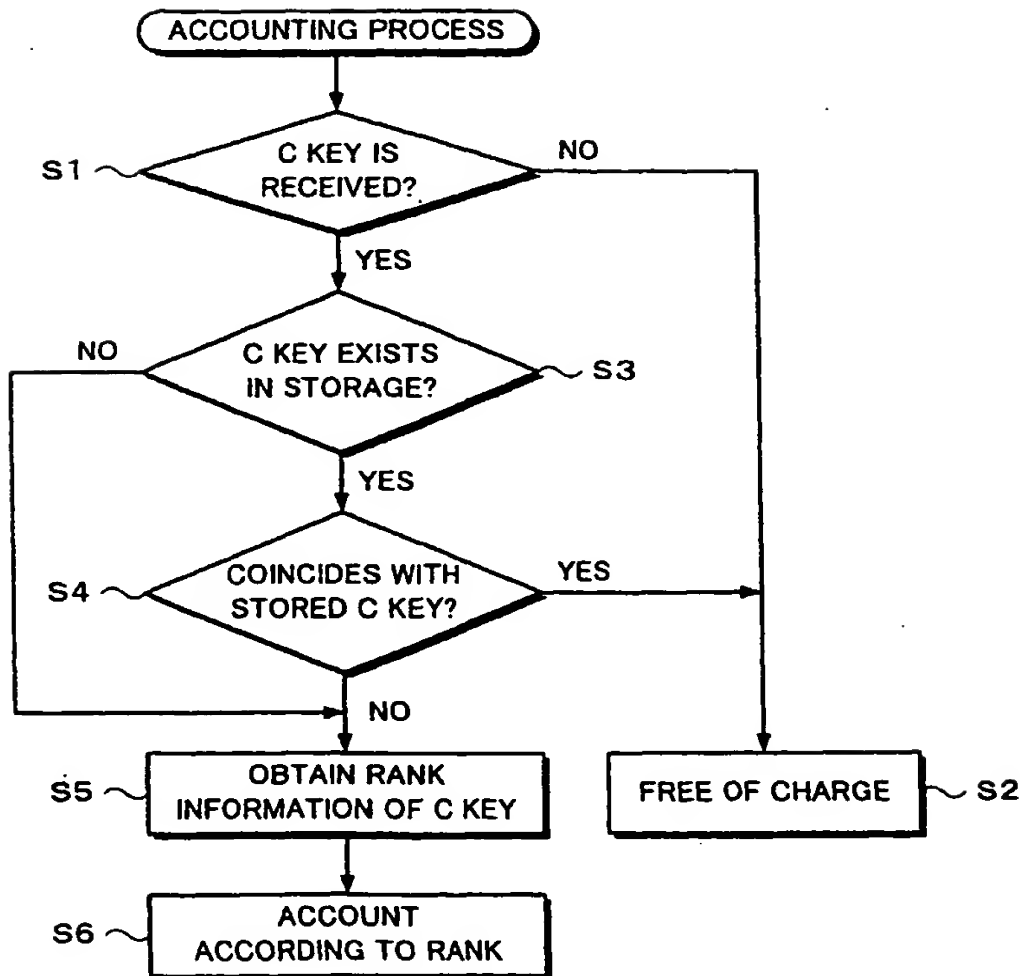 ACCOUNTING PROCESS
S1
C KEY IS
RECEIVED?
NO
YES
NO
C KEY EXISTS
IN STORAGE?
S3
YES
S4
COINCIDES WITH
STORED C KEY?
YES
NO
S5
OBTAIN RANK
INFORMATION OF C KEY
FREE OF CHARGE
S2
S6
ACCOUNT
ACCORDING TO RANK